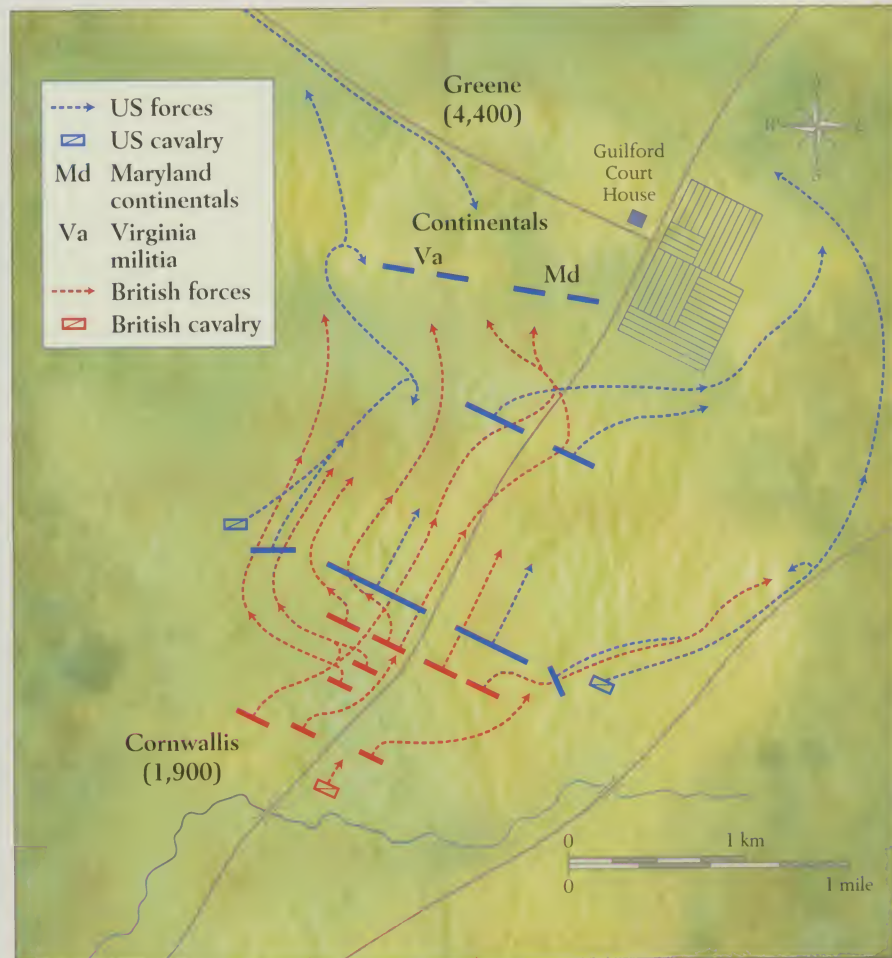 US forces
US cavalry
Md Maryland
continentals
Va Virginia
militia
British forces
British cavalry
Greene
(4,400)
Guilford
Court
House
W
E
S
Continentals
Va
Md
Cornwallis
(1,900)
0 1 km
0 1 mile